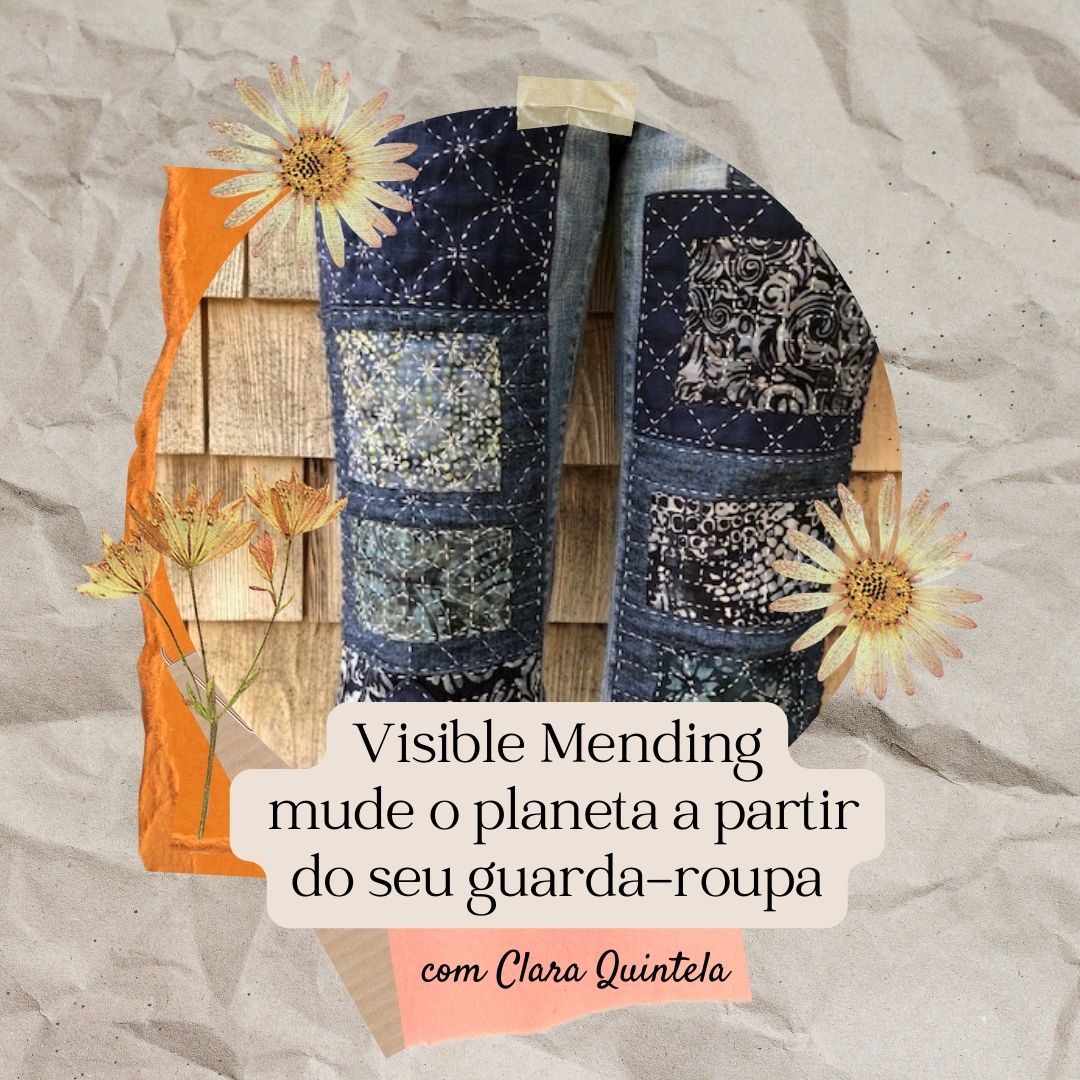 Visible Mending
mude o planeta a partir
do seu guarda-roupa
com Clara Quintela